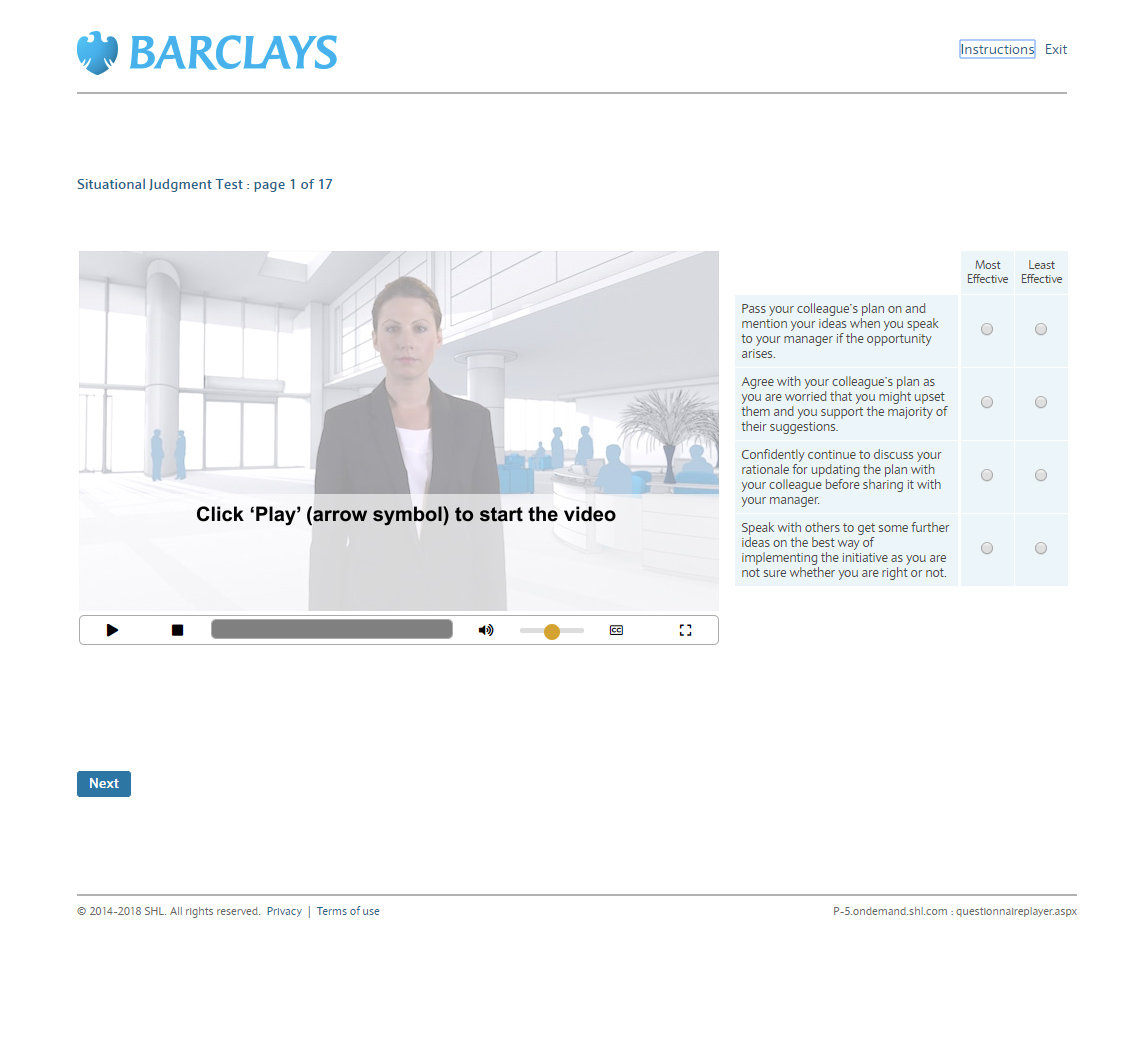 BARCLAYS
Instructions Exit
Situational Judgment Test : page 1 of 17
Most
Effective
Least
Effective
Pass your colleague's plan on and
mention your ideas when you speak
to your manager if the opportunity
arises.
Agree with your colleague's plan as
you are worried that you might upset
them and you support the majority of
their suggestions.
Confidently continue to discuss your
rationale for updating the plan with
your colleague before sharing it with
your manager.
Speak with others to get some further
ideas on the best way of
implementing the initiative as you are
not sure whether you are right or not.
Click ‘Play’ (arrow symbol) to start the video
CC
Next
© 2014-2018 SHL. All rights reserved. Privacy | Terms of use
P-5.ondemand.shl.com : questionnaireplayer.aspx